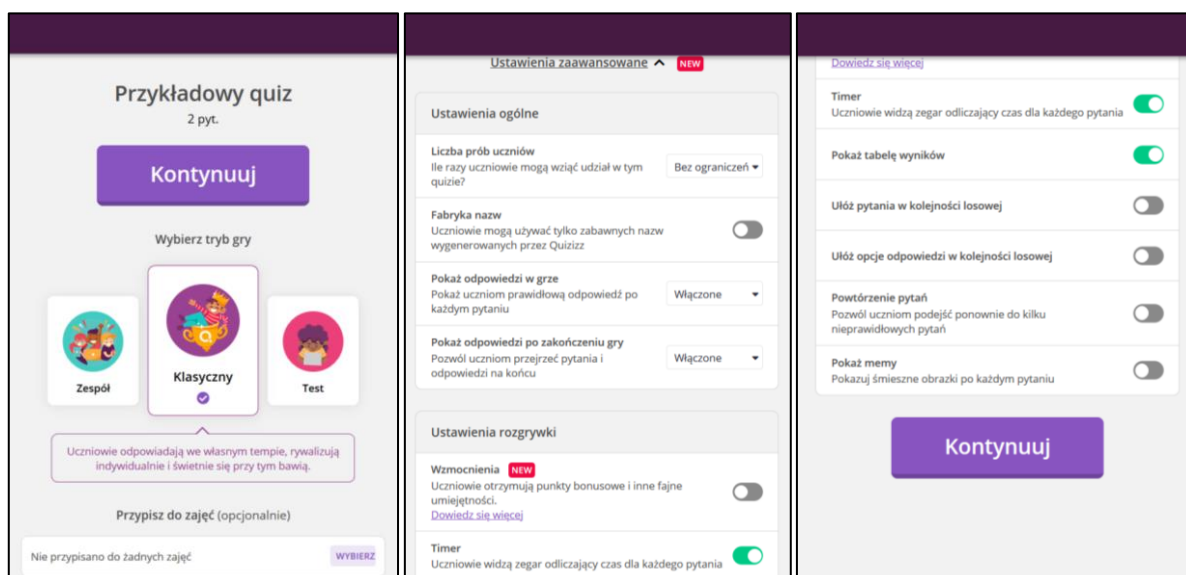 Przykładowy quiz
2 pyt.
Kontynuuj
Wybierz tryb gry
Zespół
Klasyczny
Test
Uczniowie odpowiadają we własnym tempie, rywalizują
indywidualnie i świetnie się przy tym bawią.
Przypisz do zajęć (opcjonalnie)
Nie przypisano do żadnych zajęć WYBIERZ
Ustawienia zaawansowane NEW
Ustawienia ogólne
Liczba prób uczniów
Ile razy uczniowie mogą wziąć udział w tym
quizie?
Bez ograniczeń
Fabryka nazw
Uczniowie mogą używać tylko zabawnych nazw
wygenerowanych przez Quizizz
Pokaż odpowiedzi w grze
Pokaż uczniom prawidłową odpowiedź po
każdym pytaniu
Włączone
Pokaż odpowiedzi po zakończeniu gry
Pozwól uczniom przejrzeć pytania i
odpowiedzi na końcu
Włączone
Ustawienia rozgrywki
Wzmocnienia NEW
Uczniowie otrzymują punkty bonusowe i inne fajne
umiejętności.
Dowiedz się więcej
Timer
Uczniowie widzą zegar odliczający czas dla każdego pytania
Dowiedz się więcej
Timer
Uczniowie widzą zegar odliczający czas dla każdego pytania
Pokaż tabelę wyników
Ułóż pytania w kolejności losowej
Ułóż opcje odpowiedzi w kolejności losowej
Powtórzenie pytań
Pozwól uczniom podejść ponownie do kilku
nieprawidłowych pytań
Pokaż memy
Pokazuj śmieszne obrazki po każdym pytaniu
Kontynuuj